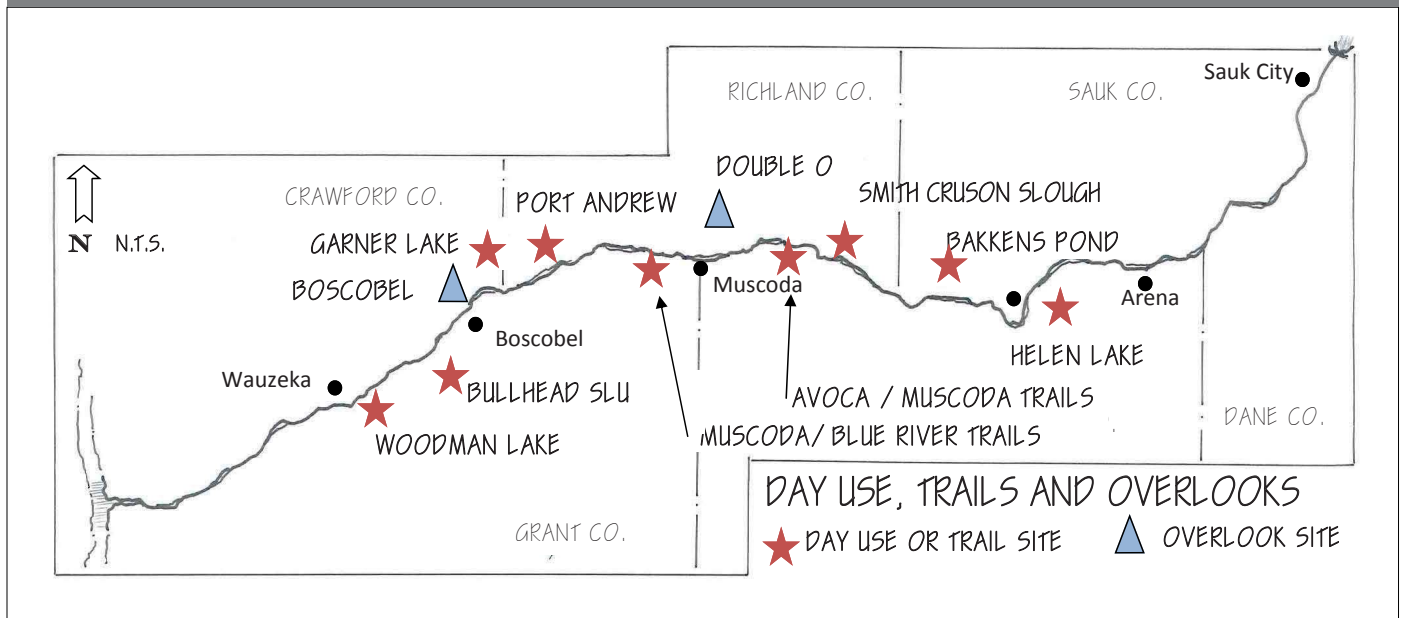 Sauk City
RICHLAND CO.
SAUK CO.
DOUBLE O
CRAWFORD CO.
PORT ANDREW
SMITH CRUSON SLOUGH
N N.T.S.
GARNER LAKE
BAKKENS POND
BOSCOBEL
Muscoda
Arena
Boscobel
HELEN LAKE
Wauzeka
BULLHEAD SLU
AVOCA / MUSCODA TRAILS
DANE CO.
WOODMAN LAKE
MUSCODA/ BLUE RIVER TRAILS
DAY USE, TRAILS AND OVERLOOKS
GRANT CO.
DAY USE OR TRAIL SITE
OVERLOOK SITE